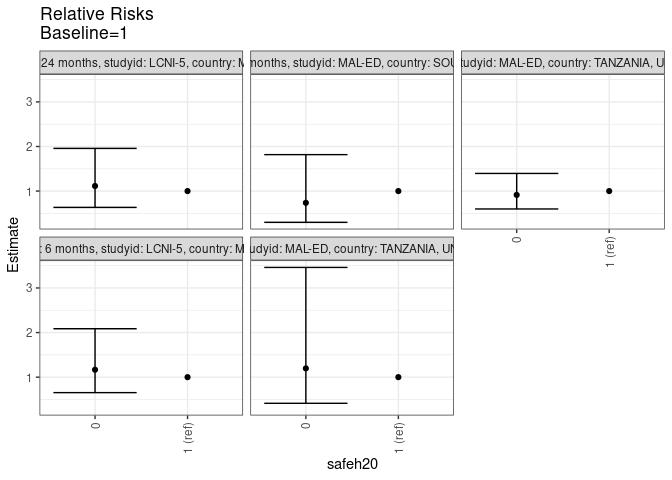 Relative Risks
Baseline=1
24 months, studyid: LCNI-5, country: M
months, studyid: MAL-ED, country: SOU
udyid: MAL-ED, country: TANZANIA, U
3
2
1
0
1 (ref)
: 6 months, studyid: LCNI-5, country: M
udyid: MAL-ED, country: TANZANIA, UN
3
2
1
0
1 (ref)
0
1 (ref)
Estimate
safeh20